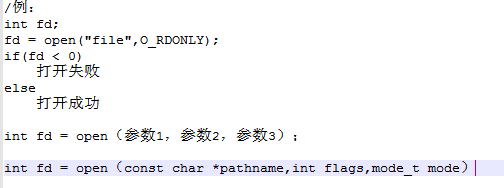 /例:
int fd;
fd = open("file",O_RDONLY);
if(fd < 0)
    打开失败
else
    打开成功
int fd = open（参数1，参数2，参数3）;
int fd = open（const char *pathname,int flags,mode_t mode）